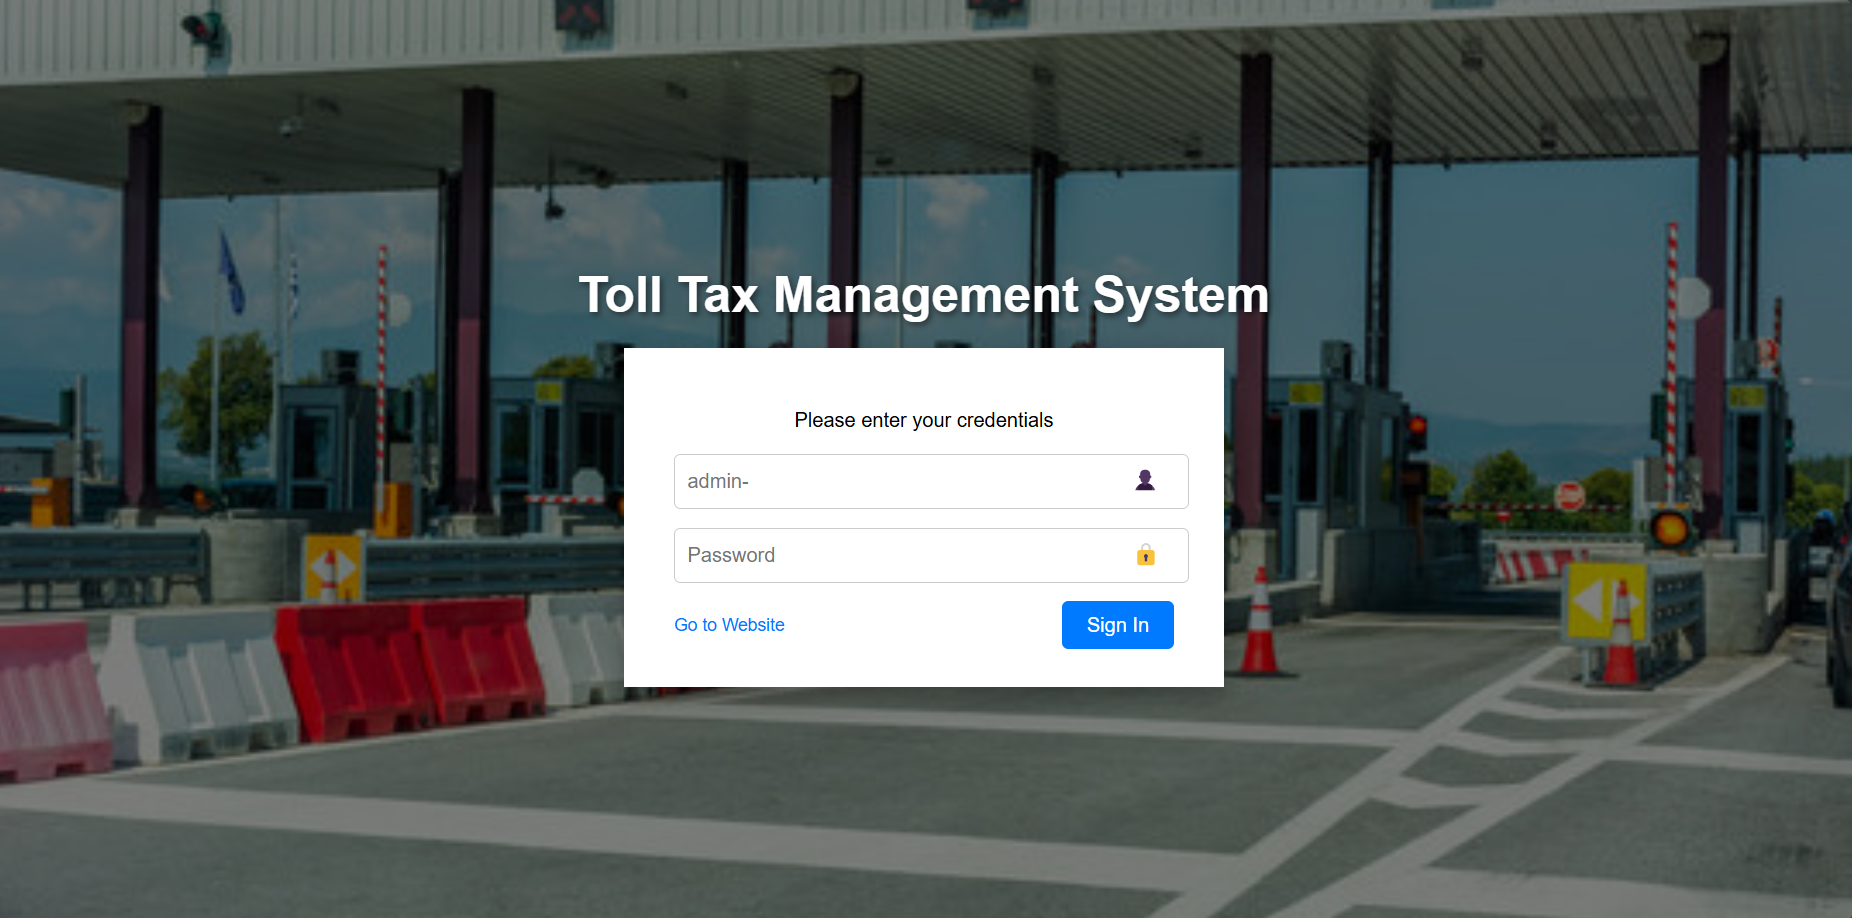 Toll Tax Management System
Please enter your credentials
admin-
Password
Go to Website
Sign In